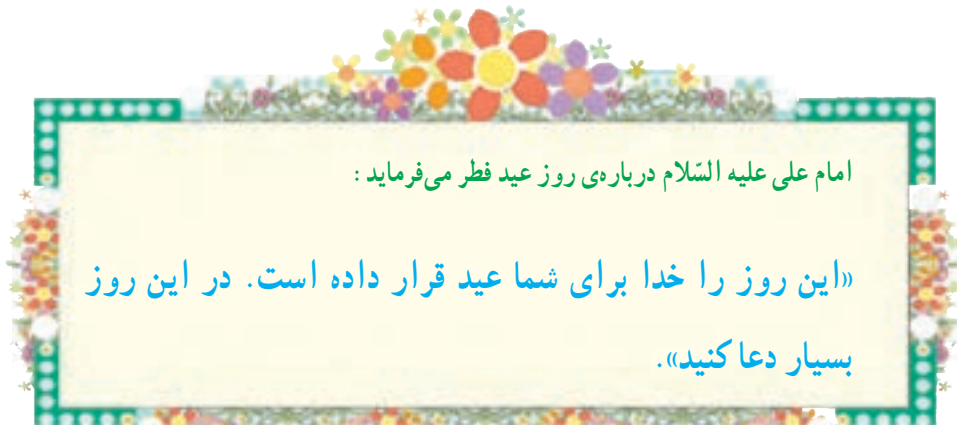 امام علی علیه السّلام درباره‌ی روز عید فطر می‌فرماید :
«این روز را خدا برای شما عید قرار داده است. در این روز
بسیار دعا کنید».